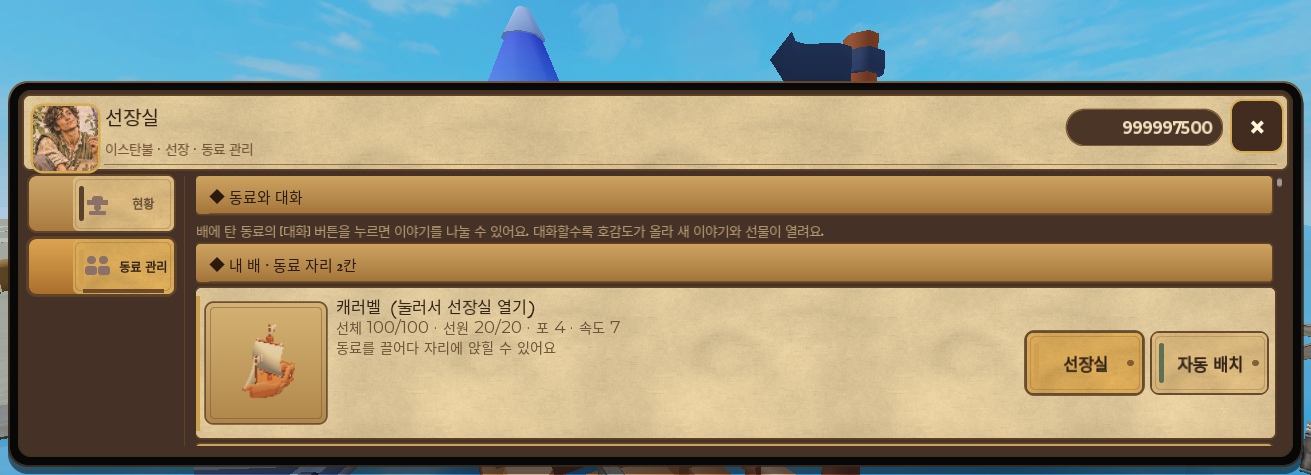 선장실
이스탄불 · 선장 · 동료 관리
999997500
×
현황
동료 관리
◆ 동료와 대화
배에 탄 동료의 [대화] 버튼을 누르면 이야기를 나눌 수 있어요. 대화할수록 호감도가 올라 새 이야기와 선물이 열려요.
◆ 내 배 · 동료 자리 2칸
캐러벨 (눌러서 선장실 열기)
선체 100/100 · 선원 20/20 · 포 4 · 속도 7
동료를 끌어다 자리에 앉힐 수 있어요
선장실
자동 배치